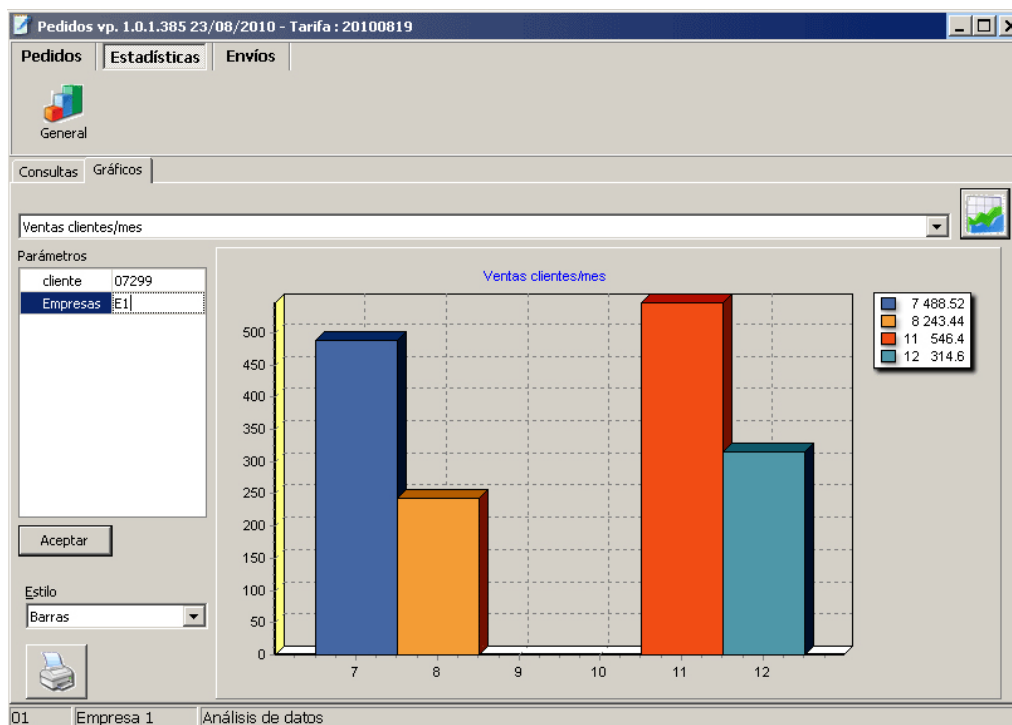 Pedidos vp. 1.0.1.385 23/08/2010 - Tarifa : 20100819
Pedidos Estadísticas Envíos
General
Consultas Gráficos
Ventas clientes/mes
Parámetros
cliente 07299
Empresas E1
Aceptar
Estilo
Barras
Ventas clientes/mes
500
450
400
350
300
250
200
150
100
50
0
7 8 9 10 11 12
7 488.52
8 243.44
11 546.4
12 314.6
01 Empresa 1 Análisis de datos